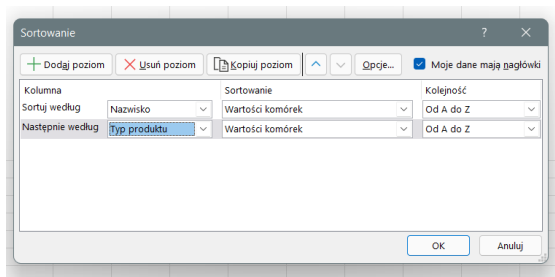 Sortowanie ? ×
Dodaj poziom Usuń poziom Kopiuj poziom Opcje... Moje dane mają nagłówki
Kolumna Sortowanie Kolejność
Sortuj według Nazwisko Wartości komórek Od A do Z
Następnie według Typ produktu Wartości komórek Od A do Z
OK Anuluj